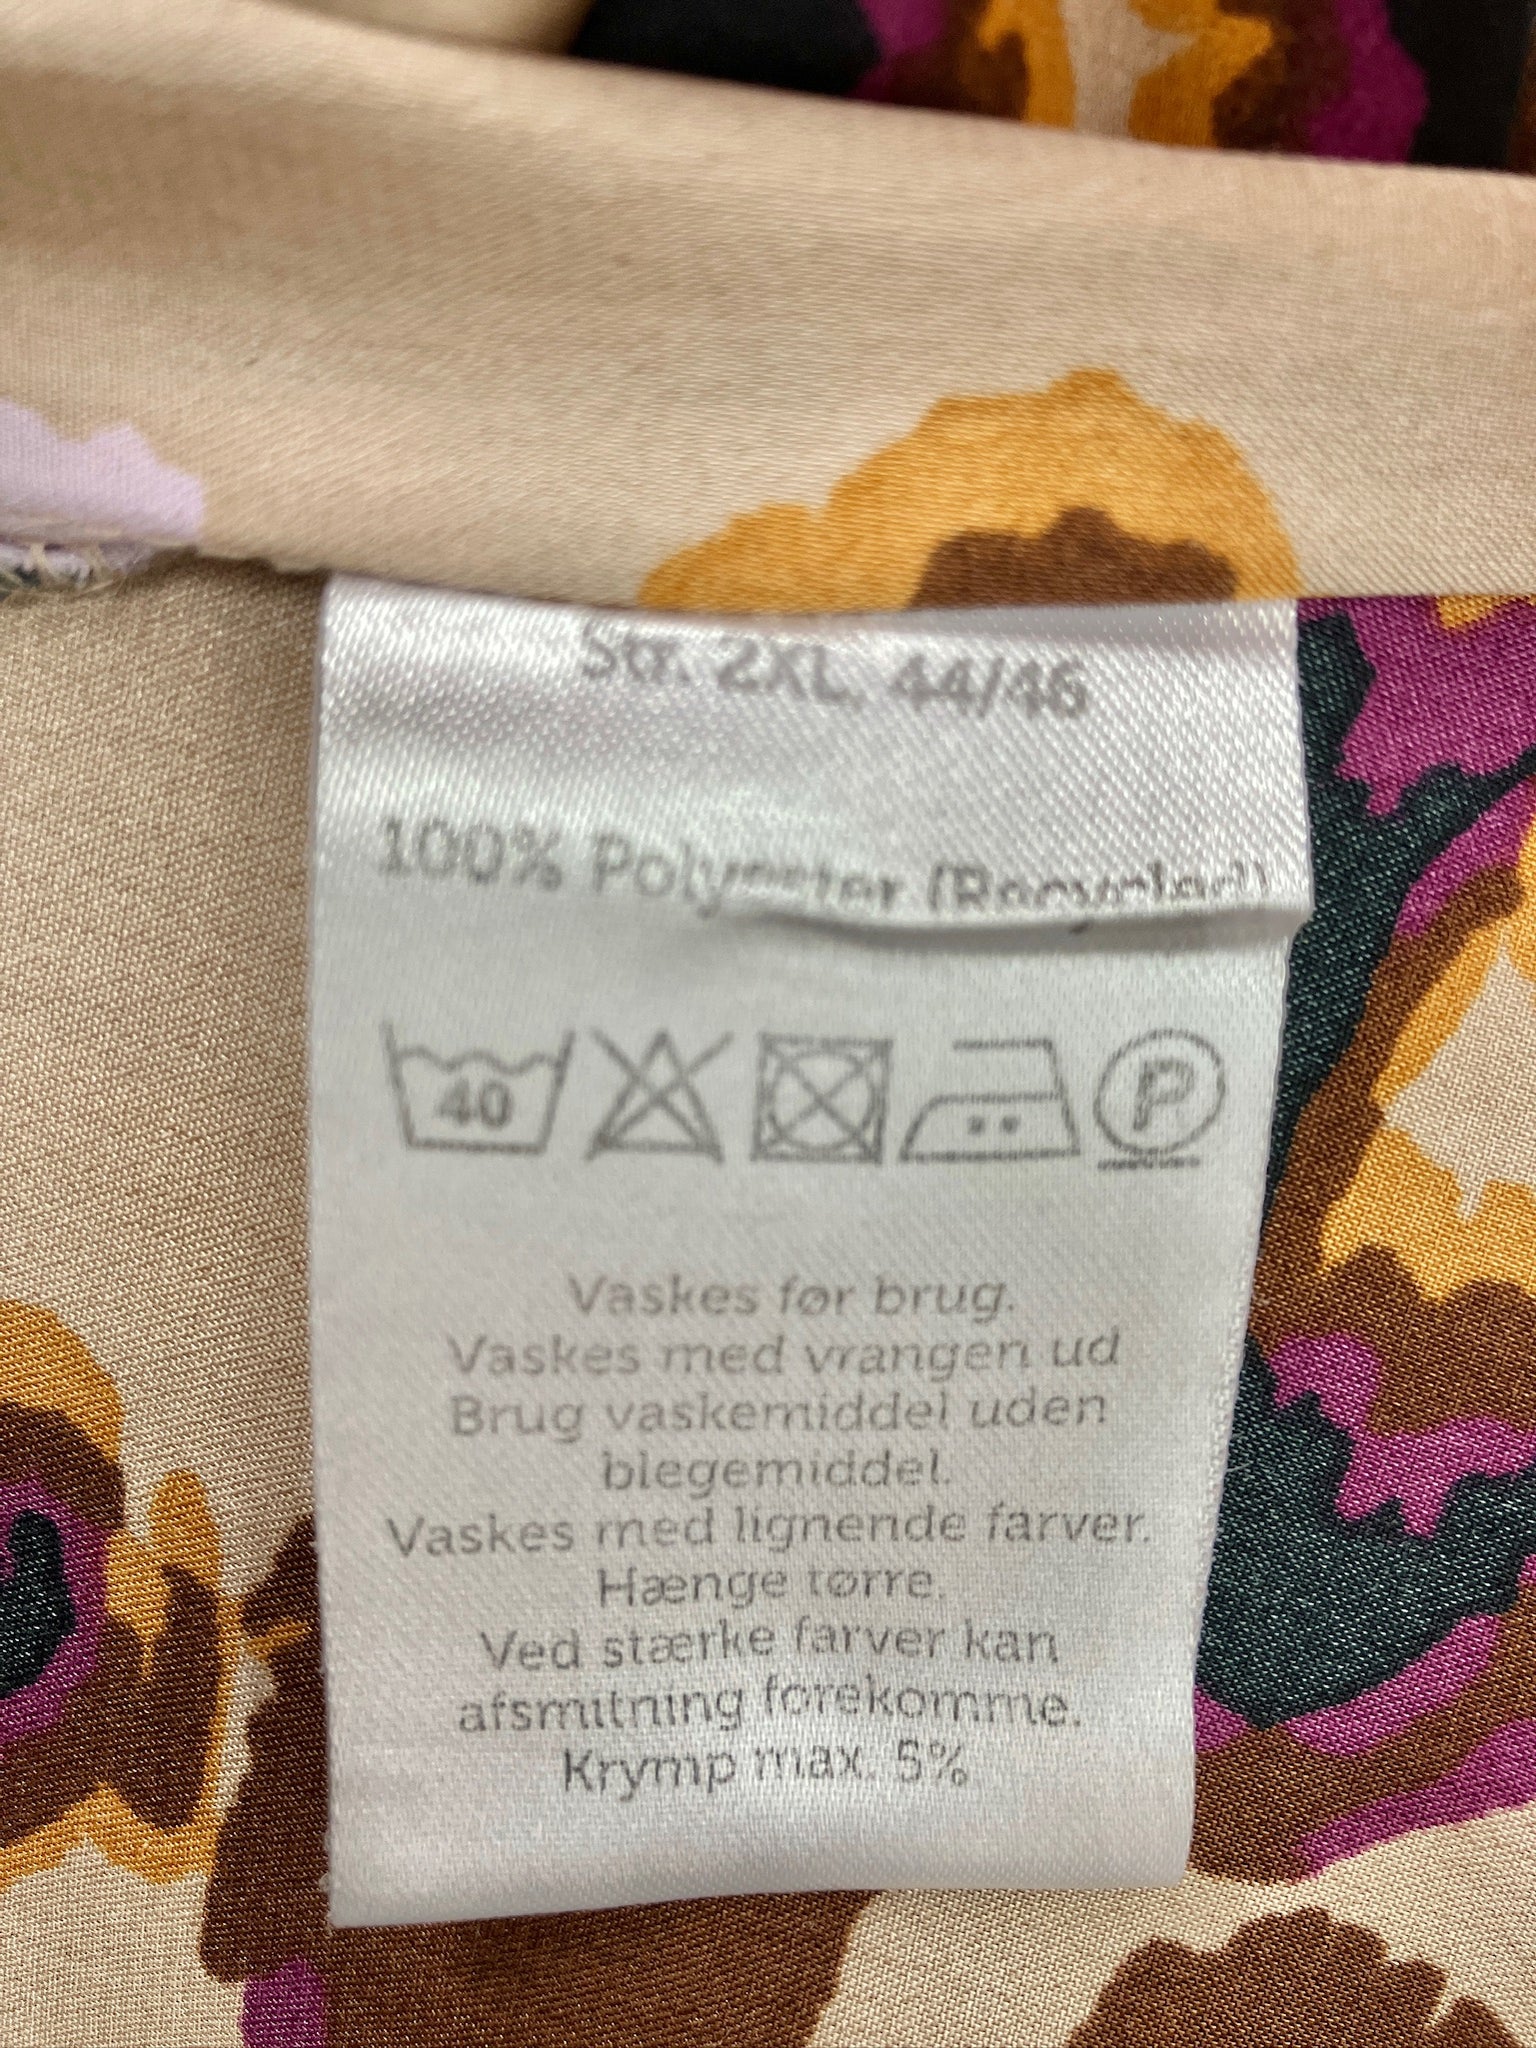 Str. 2XL 44/46
100% Polyester (Recycled)
40
P
Vaskes før brug.
Vaskes med vrangen ud
Brug vaskemiddel uden
blegemiddel.
Vaskes med lignende farver.
Hænge tørre.
Ved stærke farver kan
afsmitning forekomme.
Krymp max. 5%